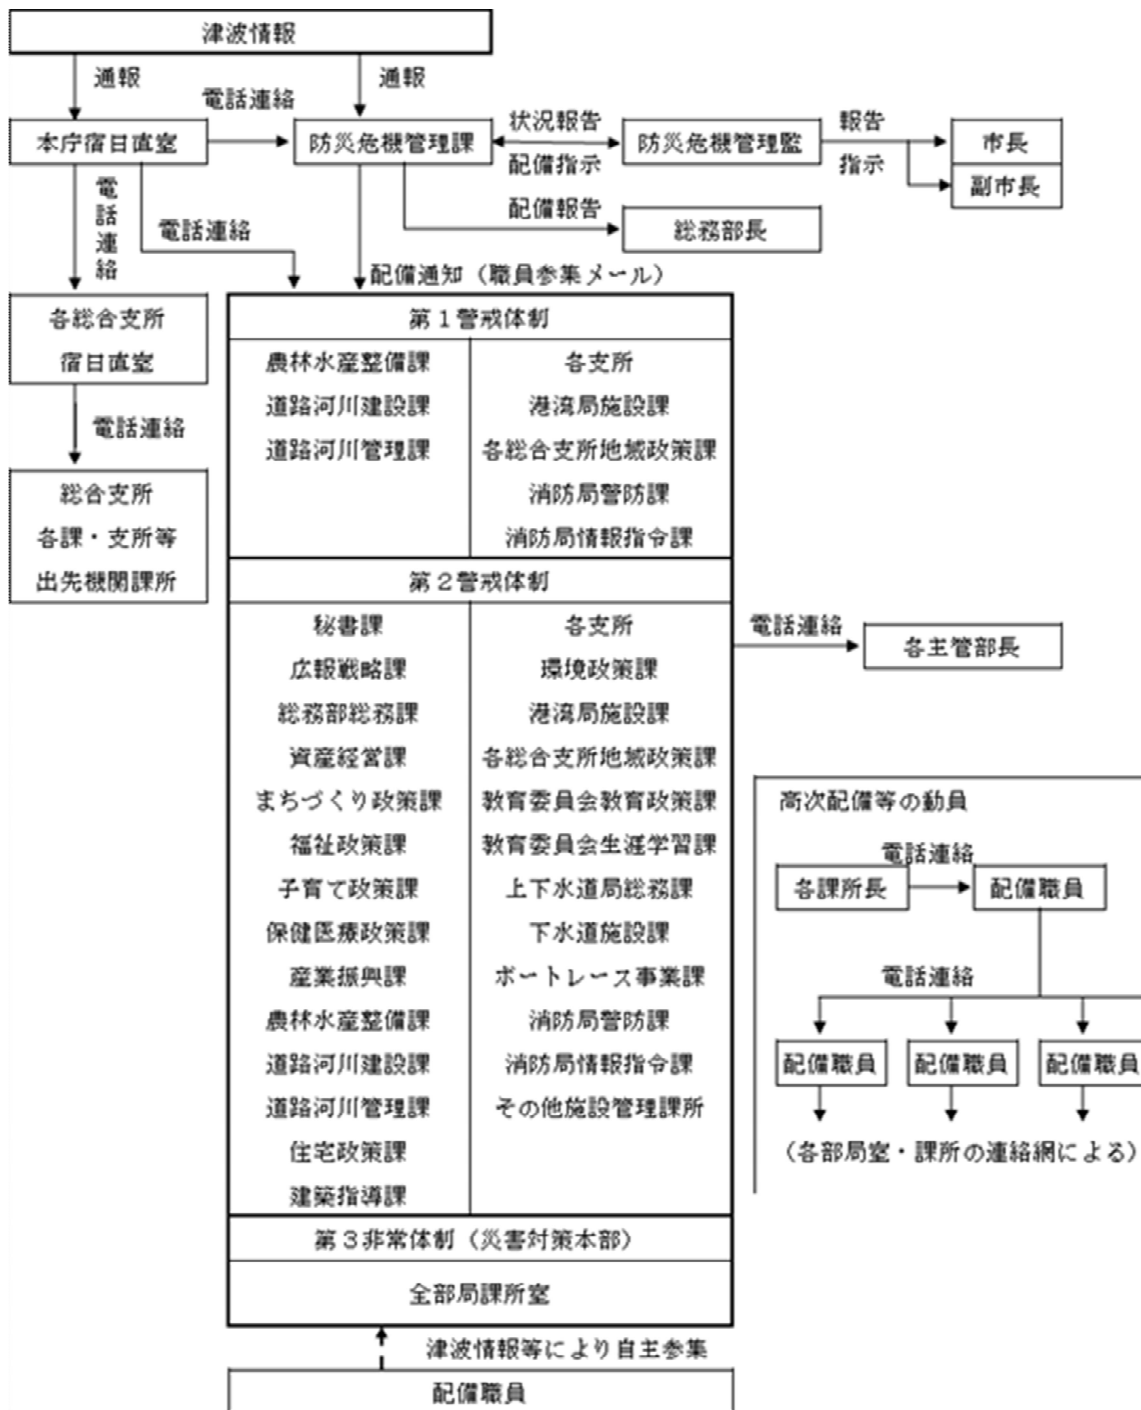 津波情報
通報
通報
電話連絡
本庁宿日直室
防災危機管理課
状況報告
配備指示
防災危機管理監
報告
指示
市長
副市長
電話連絡
電話連絡
配備報告
総務部長
配備通知（職員参集メール）
各総合支所
宿日直室
電話連絡
総合支所
各課・支所等
出先機関課所
第１警戒体制
農林水産整備課
各支所
道路河川建設課
港湾局施設課
道路河川管理課
各総合支所地域政策課
消防局警防課
消防局情報指令課
第２警戒体制
秘書課
各支所
広報戦略課
環境政策課
総務部総務課
港湾局施設課
資産経営課
各総合支所地域政策課
まちづくり政策課
教育委員会教育政策課
福祉政策課
教育委員会生涯学習課
子育て政策課
上下水道局総務課
保健医療政策課
下水道施設課
産業振興課
ボートレース事業課
農林水産整備課
消防局警防課
道路河川建設課
消防局情報指令課
道路河川管理課
その他施設管理課所
住宅政策課
建築指導課
第３非常体制（災害対策本部）
全部局課所室
津波情報等により自主参集
配備職員
電話連絡
各主管部長
高次配備等の動員
電話連絡
各課所長
配備職員
電話連絡
配備職員
配備職員
配備職員
（各部局室・課所の連絡網による）